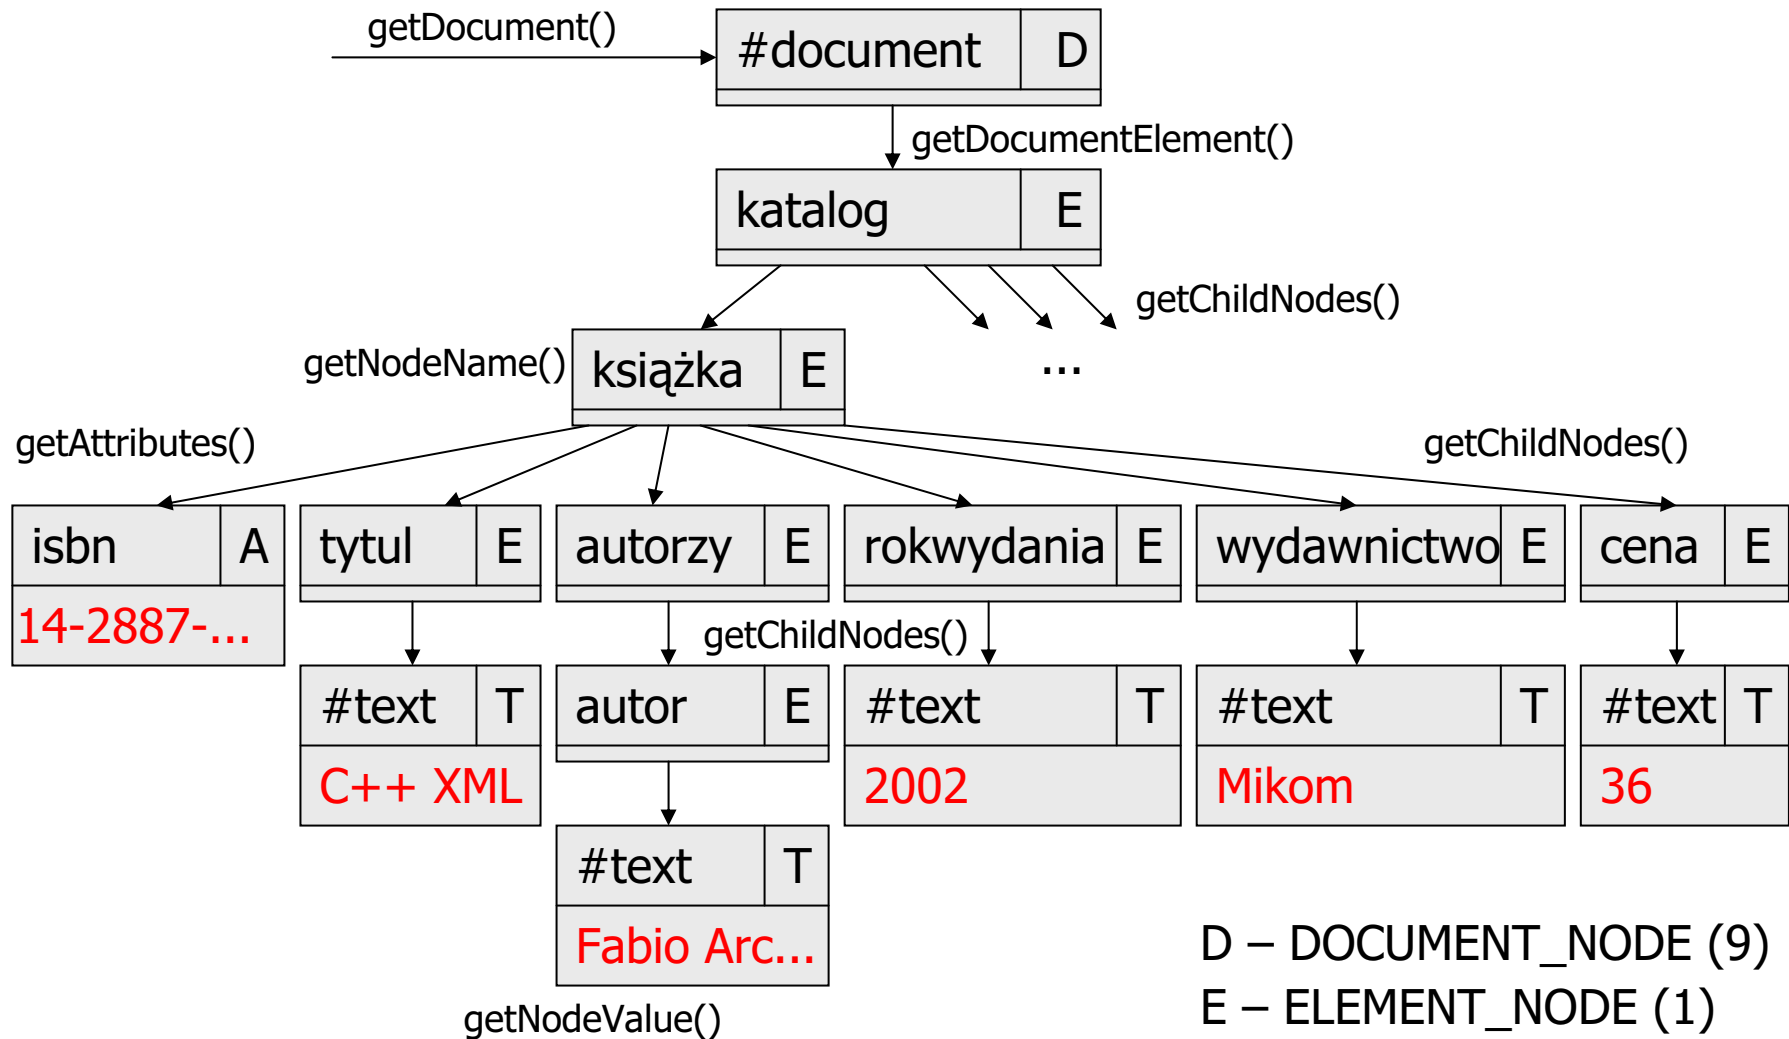 getDocument()
#document D
getDocumentElement()
katalog E
getChildNodes()
getNodeName()
książka E
...
getAttributes()
getChildNodes()
isbn A
tytul E
autorzy E
rokwydania E
wydawnictwo E
cena E
14-2887-...
getChildNodes()
#text T
autor E
#text T
#text T
#text T
C++ XML
2002
Mikom
36
#text T
Fabio Arc...
getNodeValue()
D – DOCUMENT_NODE (9)
E – ELEMENT_NODE (1)